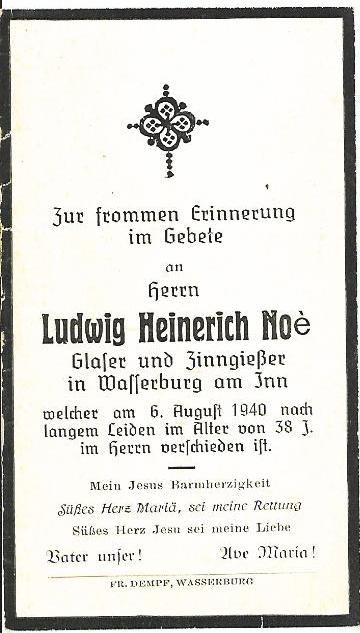 Zur frommen Erinnerung
im Gebete
an
Herrn
Ludwig Heinerich Noè
Glaser und Zinngießer
in Wasserburg am Inn
welcher am 6. August 1940 nach
langem Leiden im Alter von 38 J.
im Herrn verschieden ist.
Mein Jesus Barmherzigkeit
Süßes Herz Mariä, sei meine Rettung
Süßes Herz Jesu sei meine Liebe
Vater unser! Ave Maria!
FR. DEMPF, WASSERBURG